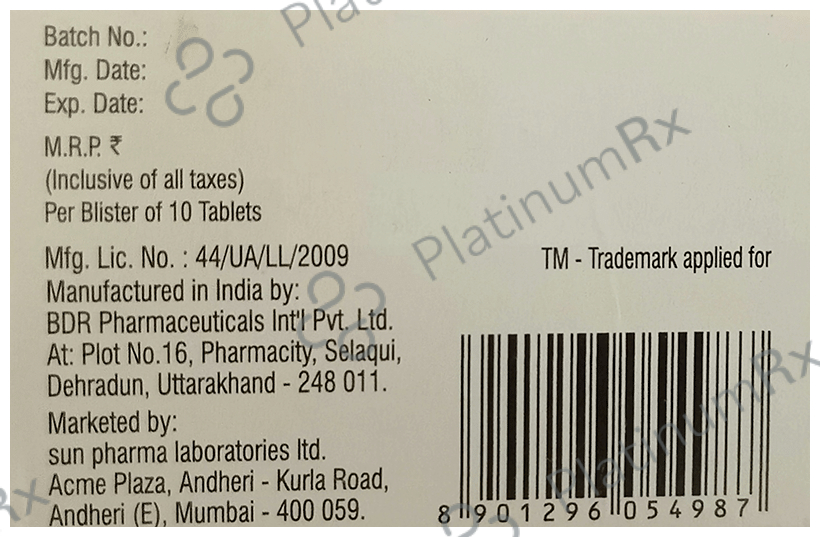 Batch No.:
Mfg. Date:
Exp. Date:
M.R.P. ₹
(Inclusive of all taxes)
Per Blister of 10 Tablets
Mfg. Lic. No. : 44/UA/LL/2009
Manufactured in India by:
BDR Pharmaceuticals Int'l Pvt. Ltd.
At: Plot No.16, Pharmacity, Selaqui,
Dehradun, Uttarakhand - 248 011.
Marketed by:
sun pharma laboratories ltd.
Acme Plaza, Andheri - Kurla Road,
Andheri (E), Mumbai - 400 059.
TM - Trademark applied for
8 901296 054987
PlatinumRx
PlatinumRx
Plat
Rx